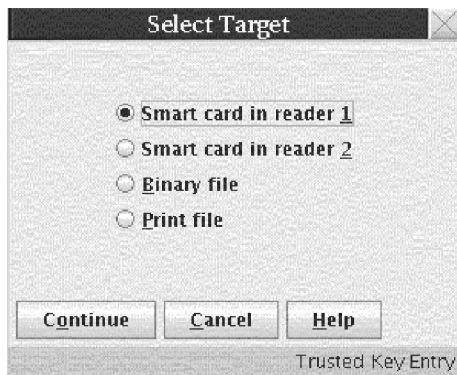 Select Target
Smart card in reader 1
Smart card in reader 2
Binary file
Print file
Continue Cancel Help
Trusted Key Entry